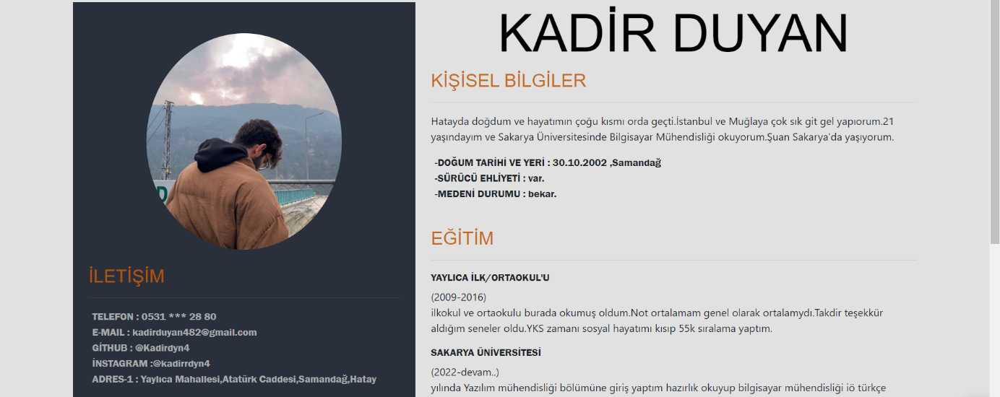 KADİR DUYAN
KİŞİSEL BİLGİLER
Hatayda doğdum ve hayatımın çoğu kısmı orda geçti.İstanbul ve Muğlaya çok sık git gel yapıorum.21
yaşındayım ve Sakarya Üniversitesinde Bilgisayar Mühendisliği okuyorum.Şuan Sakarya'da yaşıyorum.
-DOĞUM TARİHİ VE YERİ : 30.10.2002 ,Samandağ
-SÜRÜCÜ EHLİYETİ : var.
-MEDENİ DURUMU : bekar.
EĞİTİM
YAYLICA İLK/ORTAOKUL'U
(2009-2016)
ilkokul ve ortaokulu burada okumuş oldum.Not ortalamam genel olarak ortalamydı.Takdir teşekkür
aldığım seneler oldu.YKS zamanı sosyal hayatımı kısıp 55k sıralama yaptım.
SAKARYA ÜNİVERSİTESİ
(2022-devam..)
yılında Yazılım mühendisliği bölümüne giriş yaptım hazırlık okuyup bilgisayar mühendisliği iö türkçe
D
İLETİŞİM
TELEFON : 0531 *** 28 80
E-MAIL : kadirduyan482@gmail.com
GİTHUB : @Kadirdyn4
İNSTAGRAM :@kadirrdyn4
ADRES-1 : Yaylıca Mahallesi,Atatürk Caddesi,Samandağ,Hatay